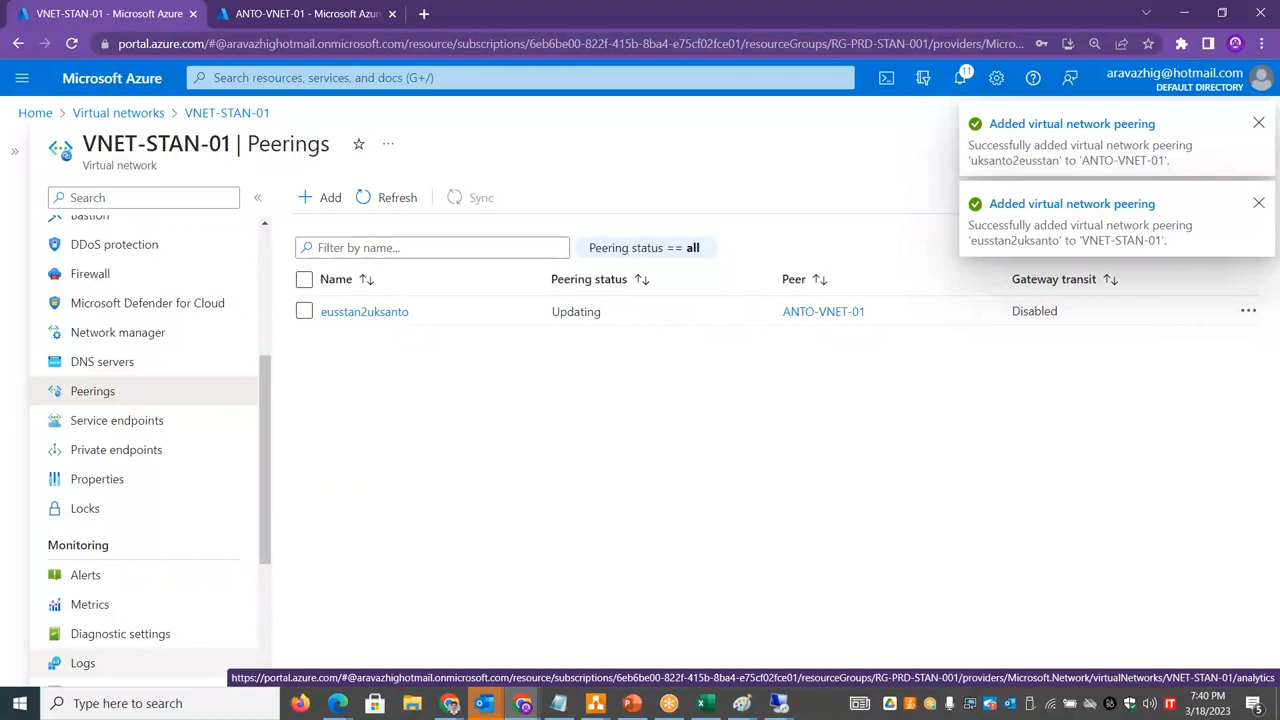 VNET-STAN-01 - Microsoft Azure
ANTO-VNET-01 - Microsoft Azure
portal.azure.com/#@aravazhighotmail.onmicrosoft.com/resource/subscriptions/6eb6be00-822f-415b-8ba4-e75cf02fce01/resourceGroups/RG-PRD-STAN-001/providers/Micro...
Microsoft Azure
Search resources, services, and docs (G+/)
11
aravazhig@hotmail.com
DEFAULT DIRECTORY
Home > Virtual networks > VNET-STAN-01
VNET-STAN-01 | Peerings
Virtual network
Added virtual network peering
Successfully added virtual network peering
'uksanto2eusstan' to 'ANTO-VNET-01'.
Added virtual network peering
Successfully added virtual network peering
'eusstan2uksanto' to 'VNET-STAN-01'.
Search
Add
Refresh
Sync
Filter by name...
Peering status == all
Name
Peering status
Peer
Gateway transit
eusstan2uksanto
Updating
ANTO-VNET-01
Disabled
Bastion
DDoS protection
Firewall
Microsoft Defender for Cloud
Network manager
DNS servers
Peerings
Service endpoints
Private endpoints
Properties
Locks
Monitoring
Alerts
Metrics
Diagnostic settings
Logs
https://portal.azure.com/#@aravazhighotmail.onmicrosoft.com/resource/subscriptions/6eb6be00-822f-415b-8ba4-e75cf02fce01/resourceGroups/RG-PRD-STAN-001/providers/Microsoft.Network/virtualNetworks/VNET-STAN-01/analytics
Type here to search
7:40 PM
3/18/2023
5